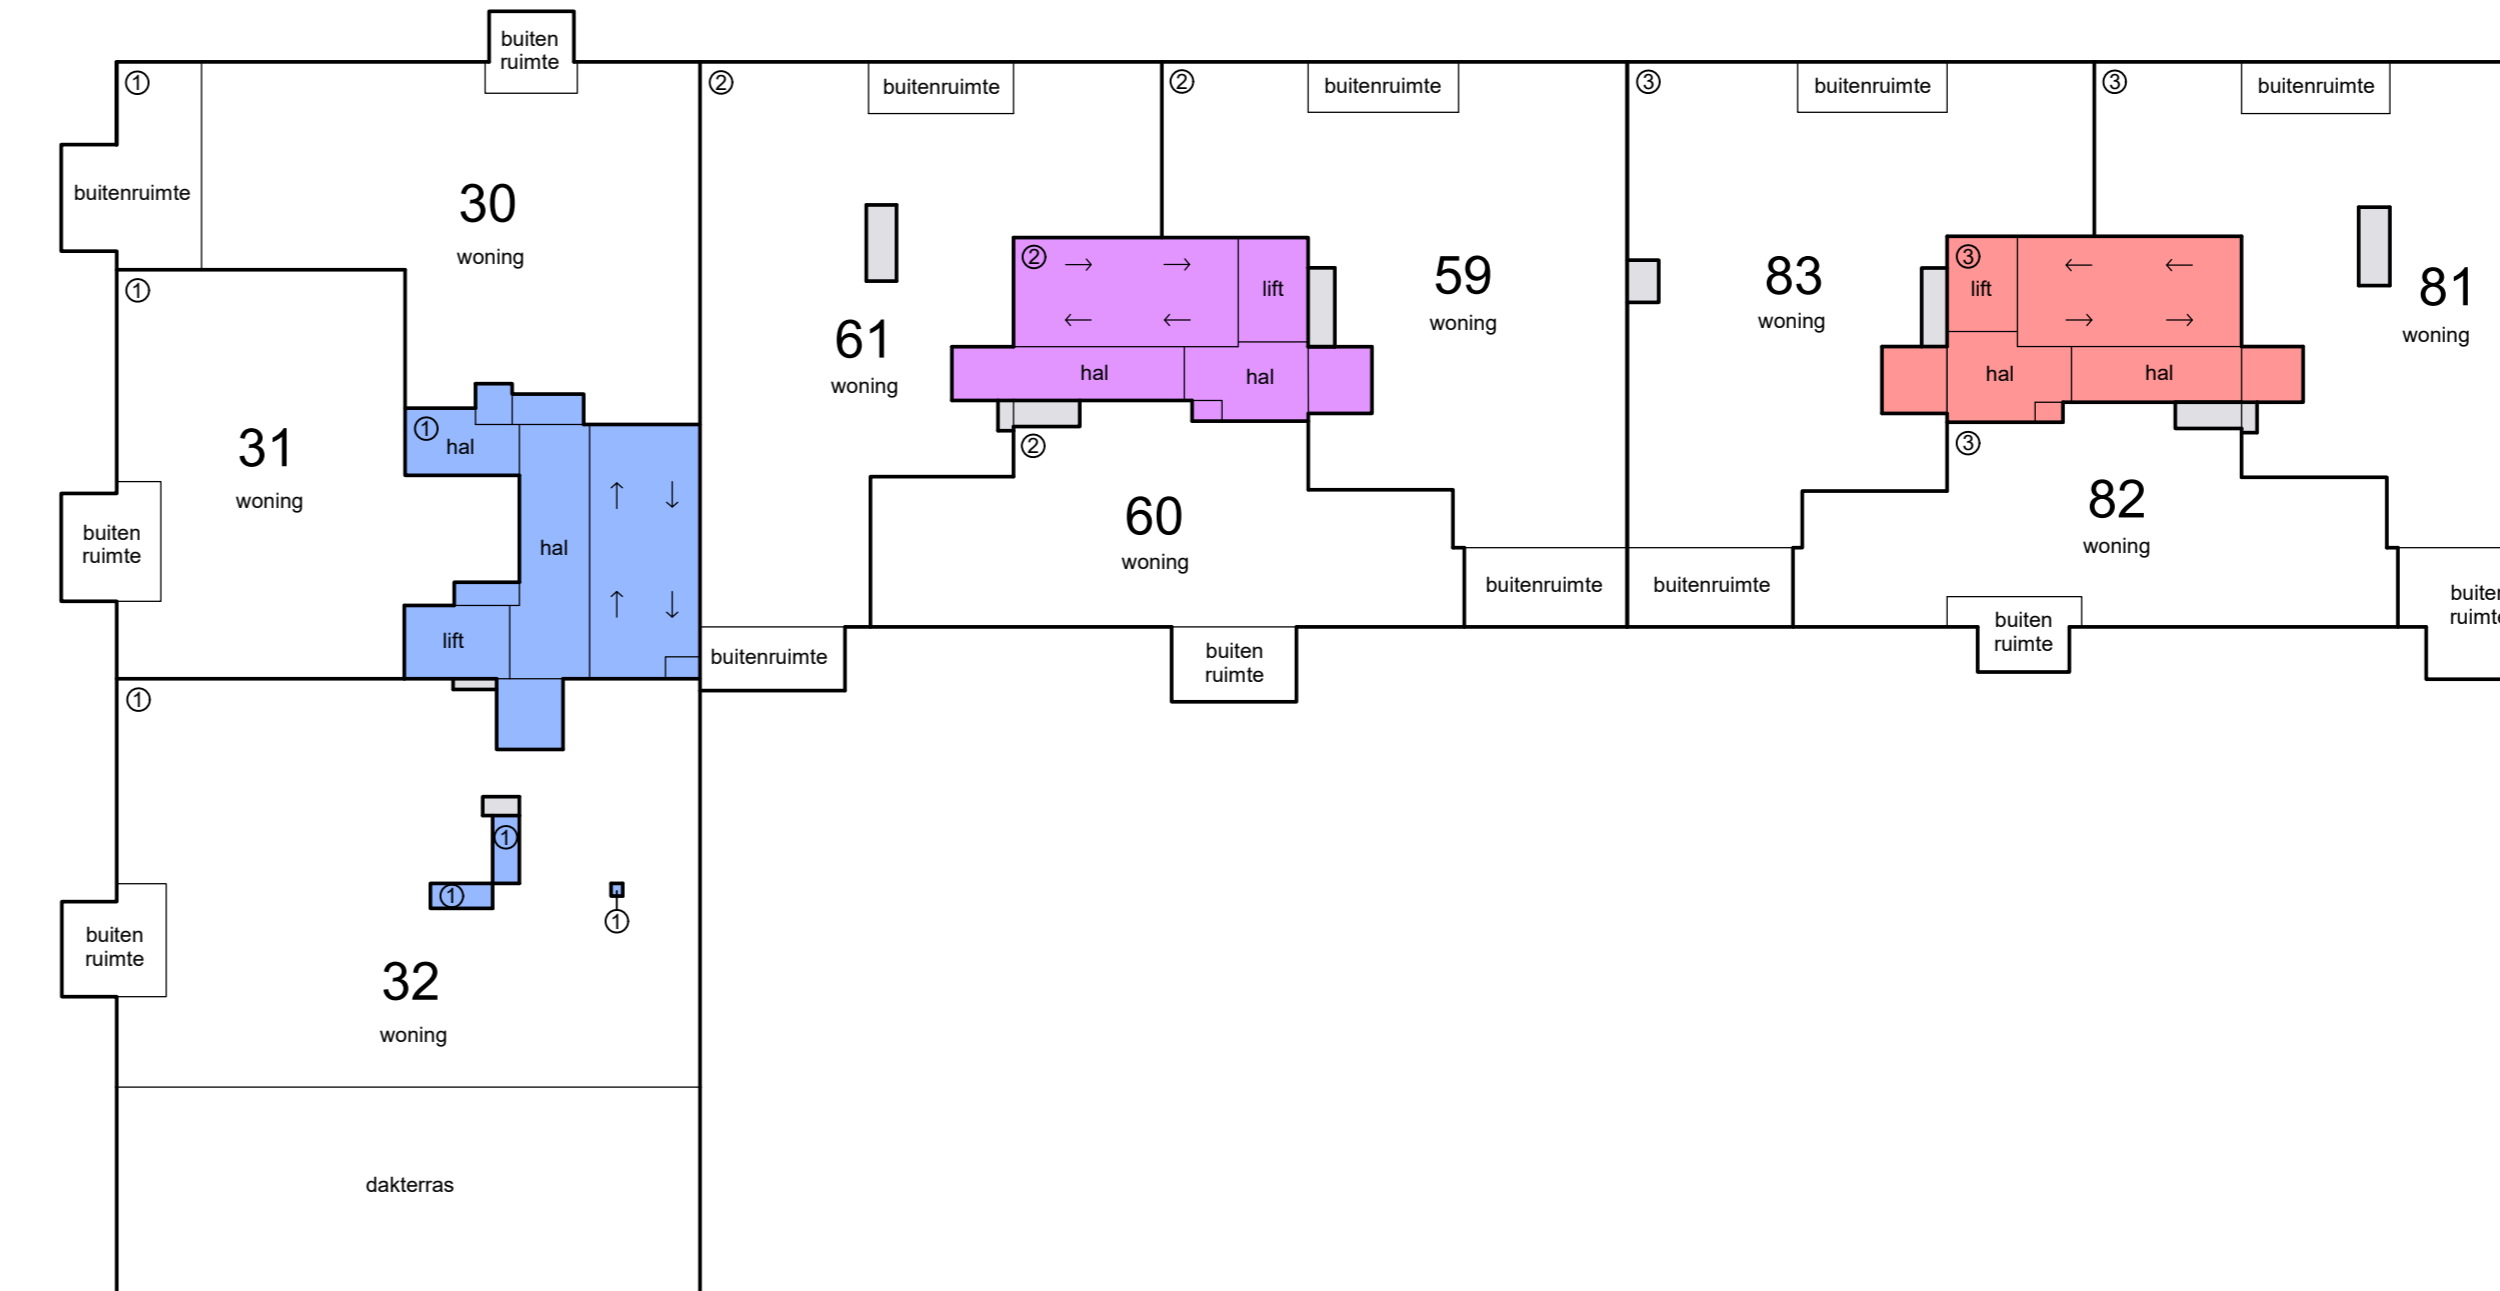 buiten
ruimte
①
②
buitenruimte
②
buitenruimte
③
buitenruimte
③
buitenruimte
buitenruimte
30
woning
①
31
woning
buiten
ruimte
①
hal
hal
lift
61
woning
②
lift
hal
hal
59
woning
②
60
woning
buitenruimte
buiten
ruimte
buitenruimte
83
woning
③
lift
hal
hal
81
woning
③
82
woning
buitenruimte
buiten
ruimte
①
①
①
①
buiten
ruimte
32
woning
dakterras